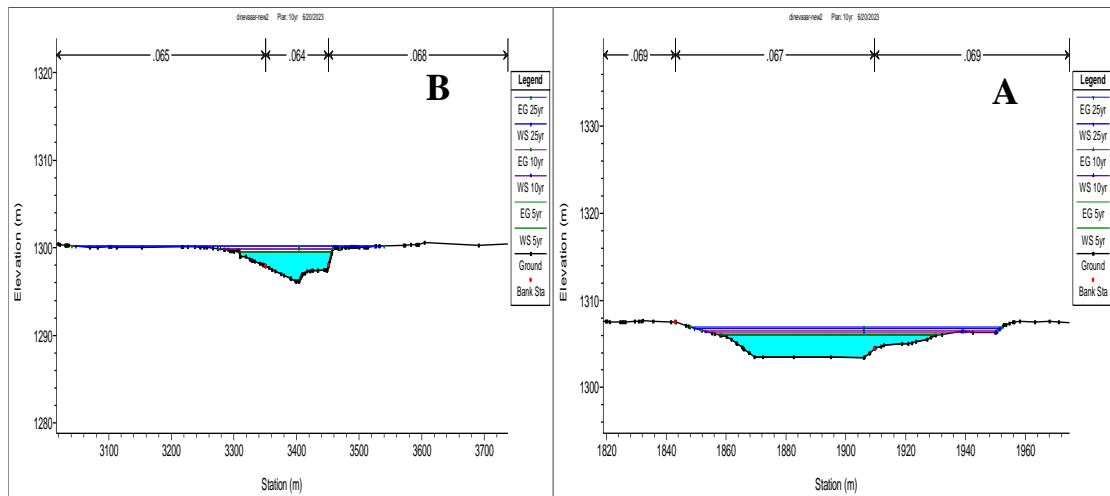 dinevaaar-new2 Plan: 10yr 6/20/2023
.065 .064 .068
B
Legend
EG 25yr
WS 25yr
EG 10yr
WS 10yr
EG 5yr
WS 5yr
Ground
Bank Sta
Elevation (m)
1320
1310
1300
1290
1280
3100 3200 3300 3400 3500 3600 3700
Station (m)
dinevaaar-new2 Plan: 10yr 6/20/2023
.069 .067 .069
A
Legend
EG 25yr
WS 25yr
EG 10yr
WS 10yr
EG 5yr
WS 5yr
Ground
Bank Sta
Elevation (m)
1330
1320
1310
1300
1820 1840 1860 1880 1900 1920 1940 1960
Station (m)